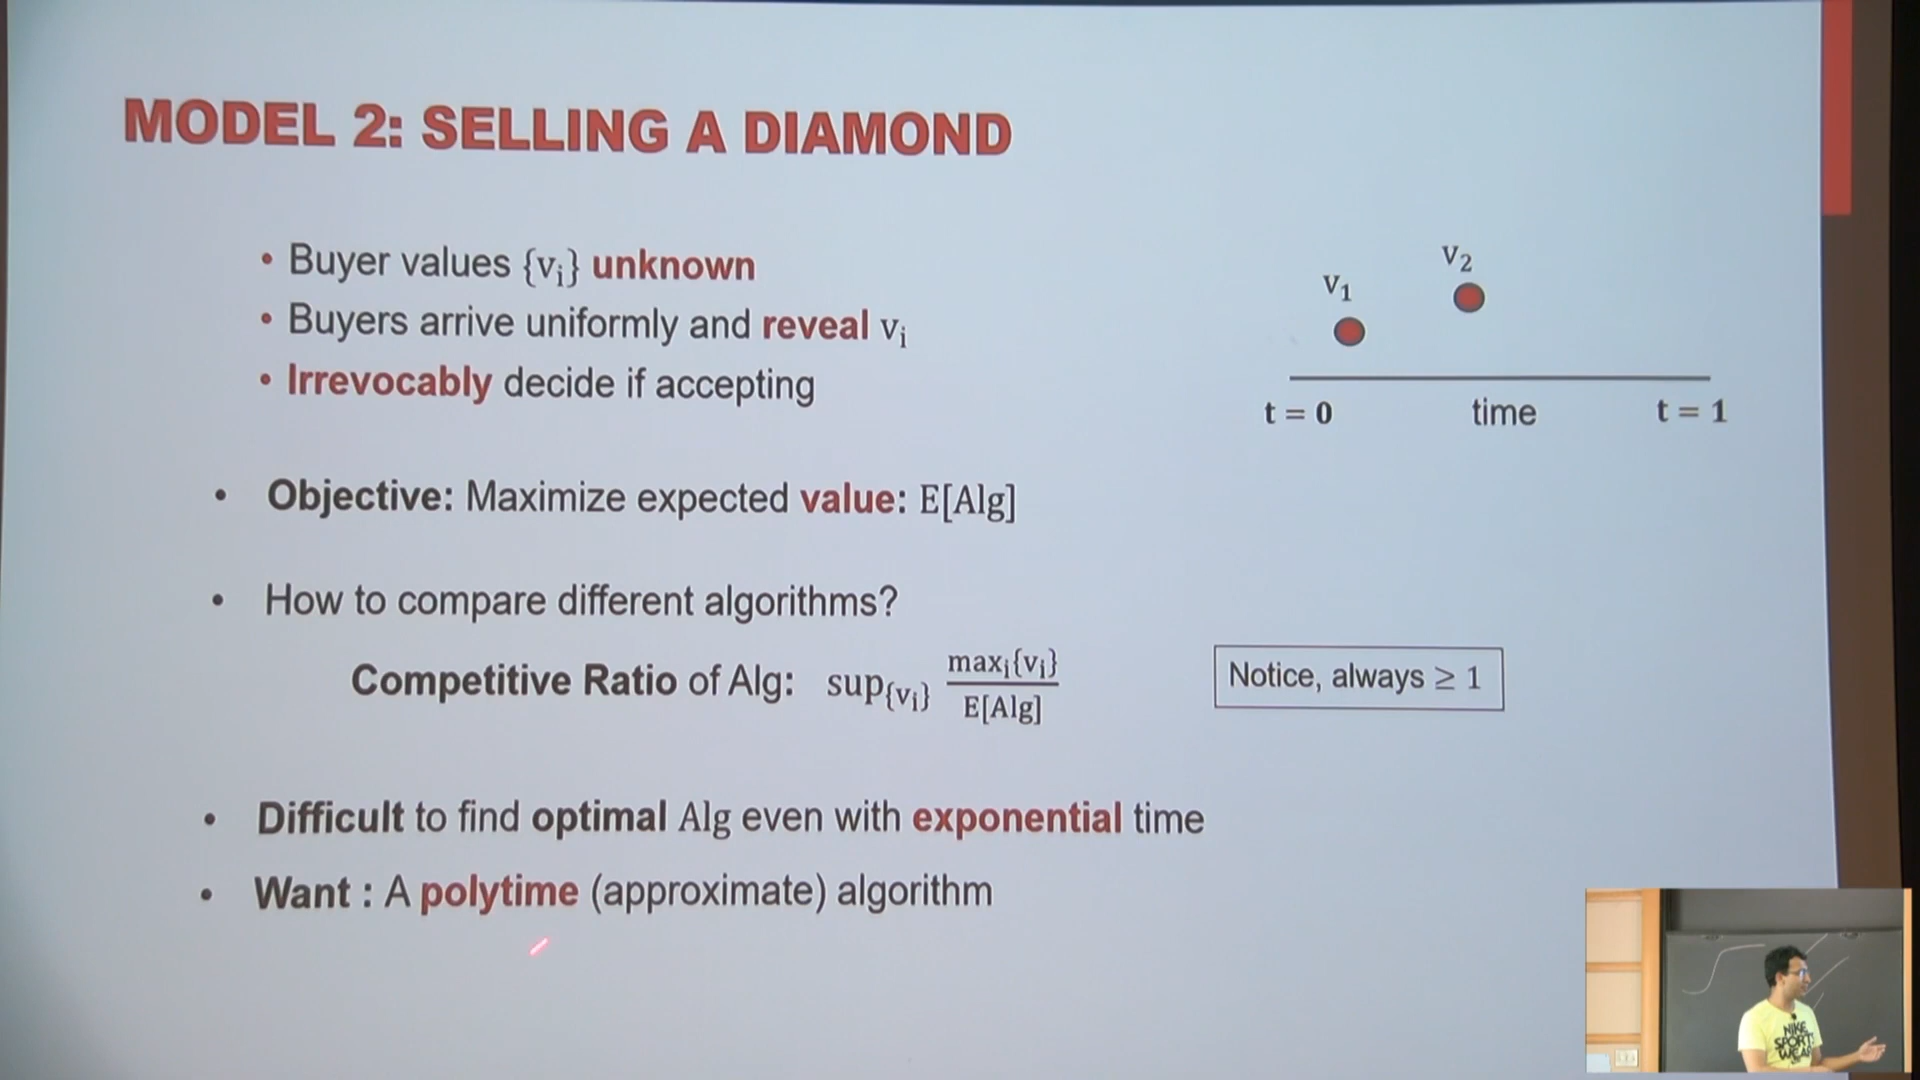 MODEL 2: SELLING A DIAMOND
• Buyer values {vᵢ} unknown
• Buyers arrive uniformly and reveal vᵢ
• Irrevocably decide if accepting
v₁
v₂
t = 0 time t = 1
• Objective: Maximize expected value: E[Alg]
• How to compare different algorithms?
Competitive Ratio of Alg: sup_{vᵢ} maxᵢ{vᵢ} / E[Alg]
Notice, always ≥ 1
• Difficult to find optimal Alg even with exponential time
• Want : A polytime (approximate) algorithm
NIKE
SPORT
WEAR